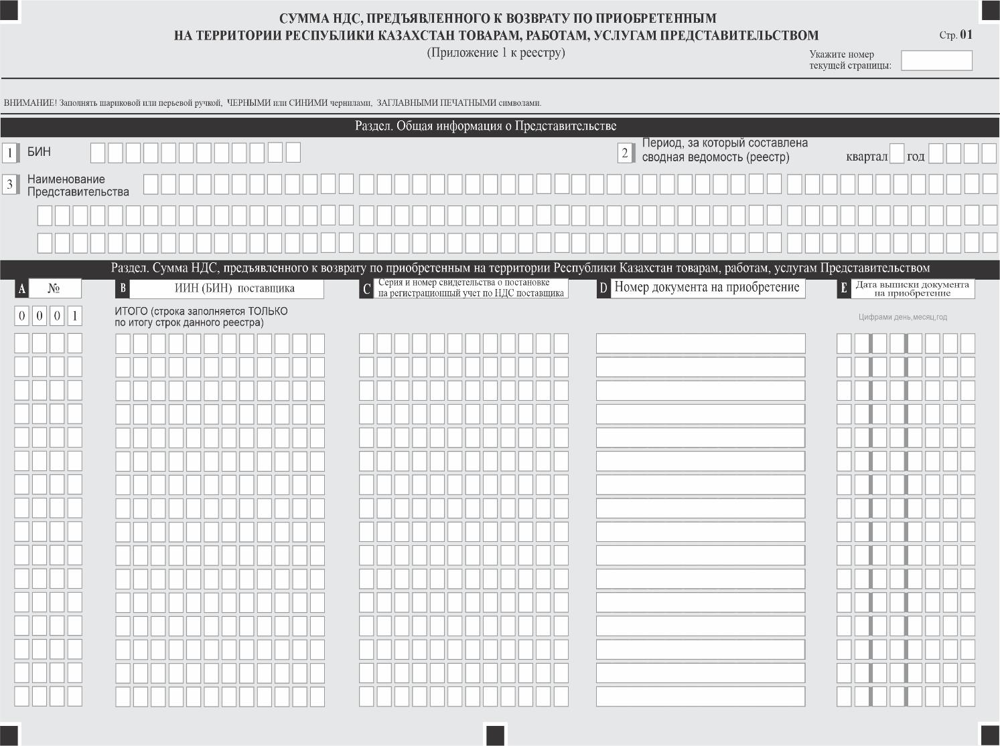 СУММА НДС, ПРЕДЪЯВЛЕННОГО К ВОЗВРАТУ ПО ПРИОБРЕТЕННЫМ
НА ТЕРРИТОРИИ РЕСПУБЛИКИ КАЗАХСТАН ТОВАРАМ, РАБОТАМ, УСЛУГАМ ПРЕДСТАВИТЕЛЬСТВОМ
Стр. 01
(Приложение 1 к реестру)
Укажите номер
текущей страницы:
ВНИМАНИЕ! Заполнять шариковой или перьевой ручкой, ЧЕРНЫМИ или СИНИМИ чернилами, ЗАГЛАВНЫМИ ПЕЧАТНЫМИ символами.
Раздел. Общая информация о Представительстве
1 БИН
2 Период, за который составлена
сводная ведомость (реестр)
квартал год
3 Наименование
Представительства
Раздел. Сумма НДС, предъявленного к возврату по приобретенным на территории Республики Казахстан товарам, работам, услугам Представительством
A №
B ИИН (БИН) поставщика
C Серия и номер свидетельства о постановке
на регистрационный учет по НДС поставщика
D Номер документа на приобретение
E Дата выписки документа
на приобретение
0 0 0 1
ИТОГО (строка заполняется ТОЛЬКО
по итогу строк данного реестра)
Цифрами день,месяц,год